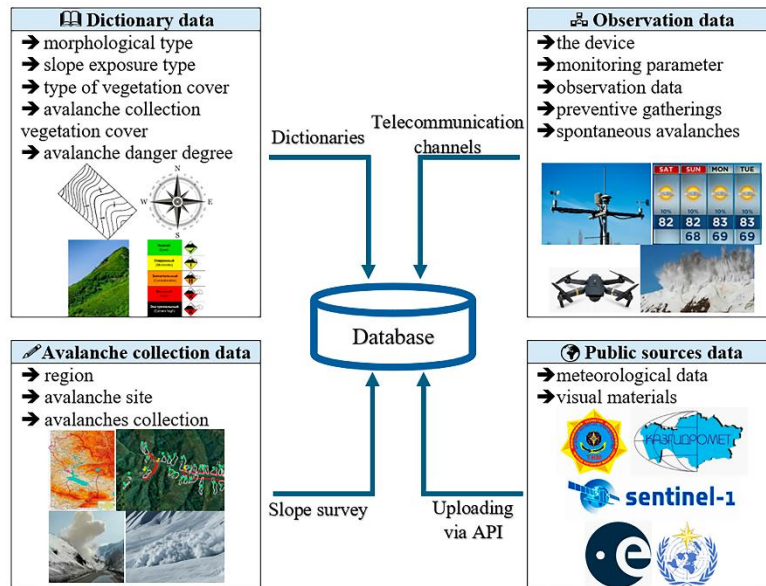 Dictionary data
➔ morphological type
➔ slope exposure type
➔ type of vegetation cover
➔ avalanche collection
vegetation cover
➔ avalanche danger degree
N
W E
S
Observation data
➔ the device
➔ monitoring parameter
➔ observation data
➔ preventive gatherings
➔ spontaneous avalanches
SAT SUN MON TUE
10% 10% 10% 10%
82 82 83 83
68 69 69
Dictionaries
Telecommunication
channels
Database
Avalanche collection data
➔ region
➔ avalanche site
➔ avalanches collection
Slope survey
Uploading
via API
Public sources data
➔ meteorological data
➔ visual materials
КАЗГИДРОМЕТ
sentinel-1
e